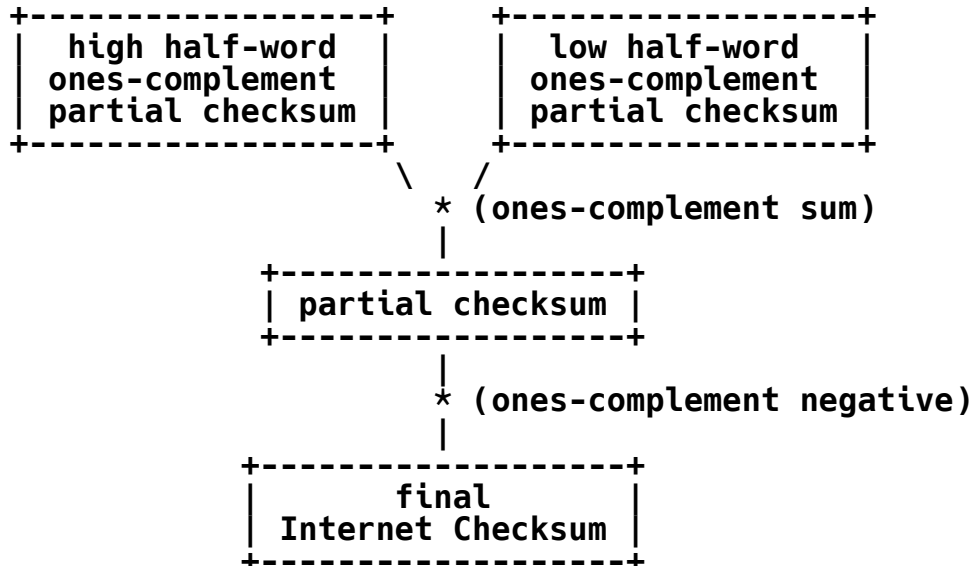 +-------------------+     +------------------+
|  high half-word   |     |  low half-word   |
| ones-complement   |     | ones-complement  |
| partial checksum  |     | partial checksum |
+-------------------+     +------------------+
                    \   /
                      * (ones-complement sum)
                      |
             +------------------+
             | partial checksum |
             +------------------+
                      |
                      * (ones-complement negative)
                      |
            +-------------------+
            |       final       |
            | Internet Checksum |
            +-------------------+